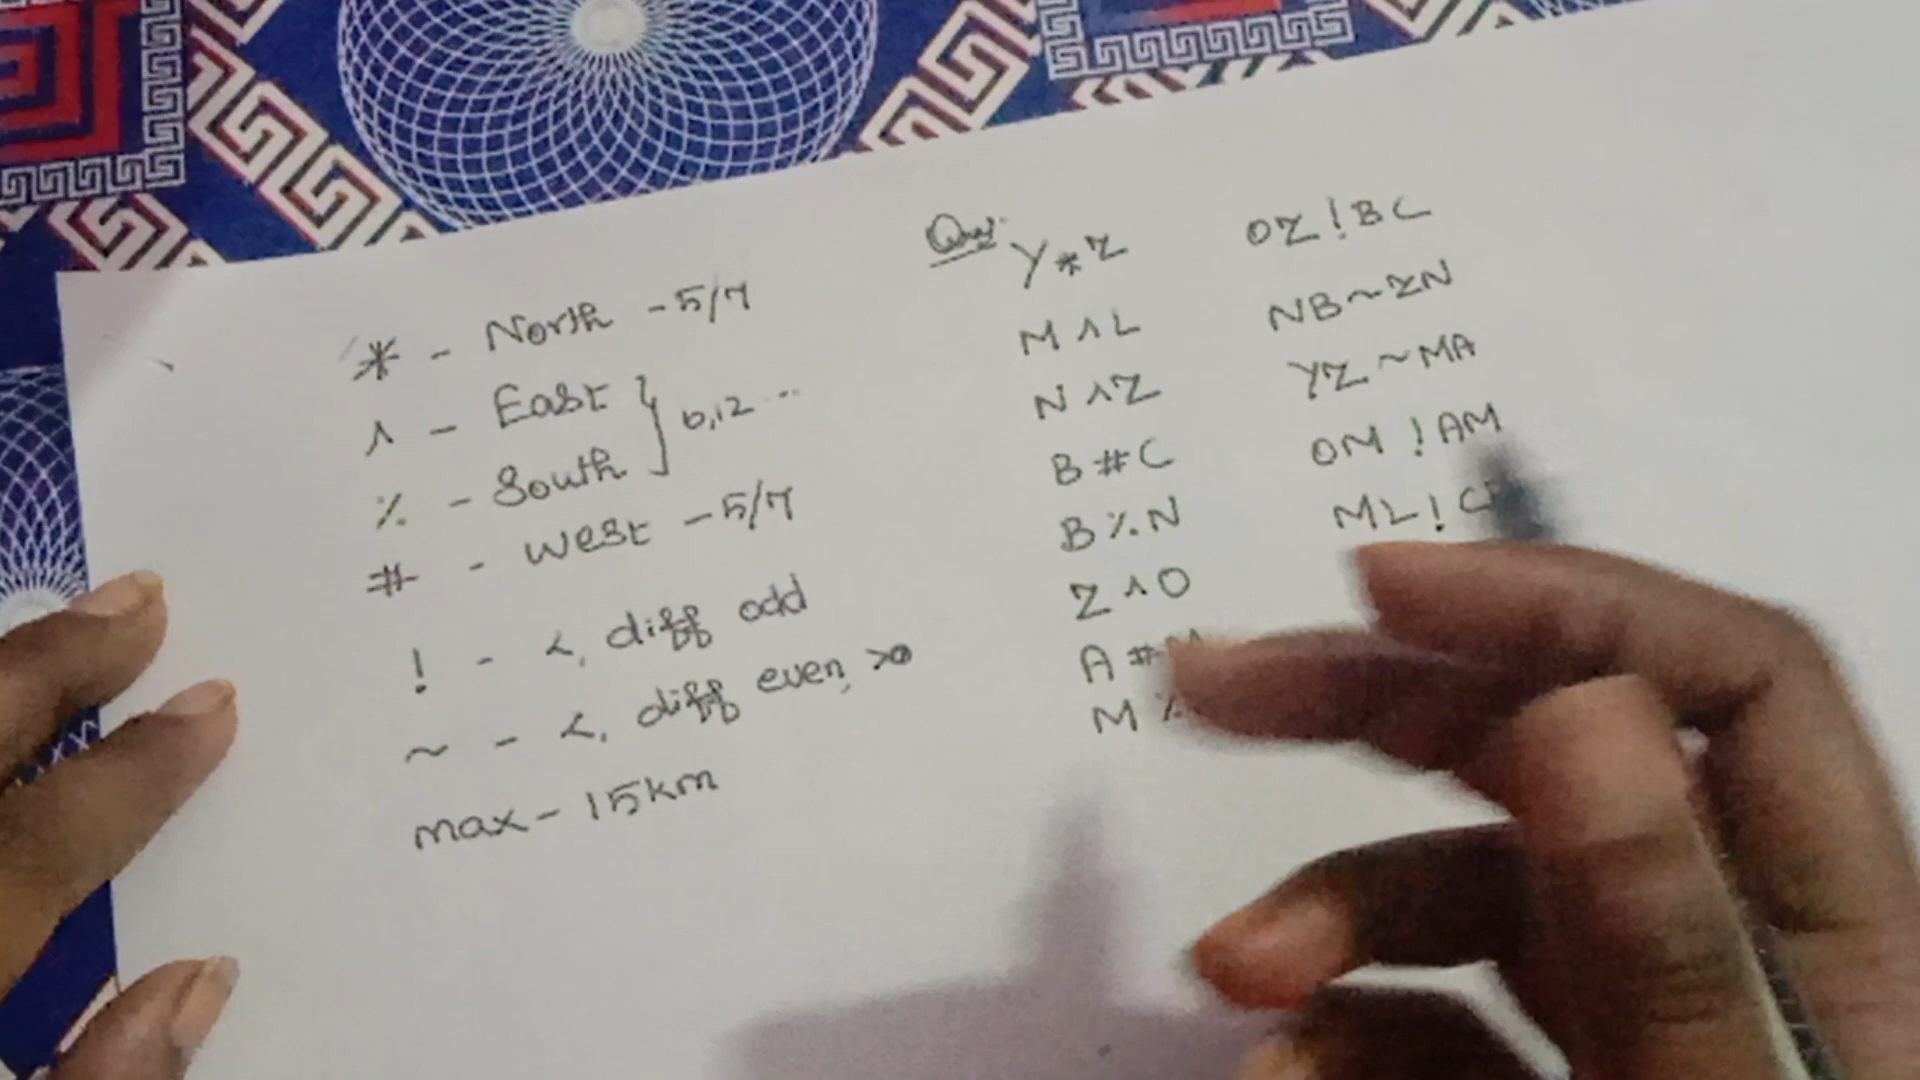 * - North - 5/7
∧ - East } 6,12 ...
% - South
# - West - 5/7
! - <, diff odd
~ - <, diff even, >0
max - 15km
Ques.
Y * Z
M ∧ L
N ∧ Z
B # C
B % N
Z ∧ O
A #
M %
OZ ! BC
NB ~ ZN
YZ ~ MA
OM ! AM
ML ! C